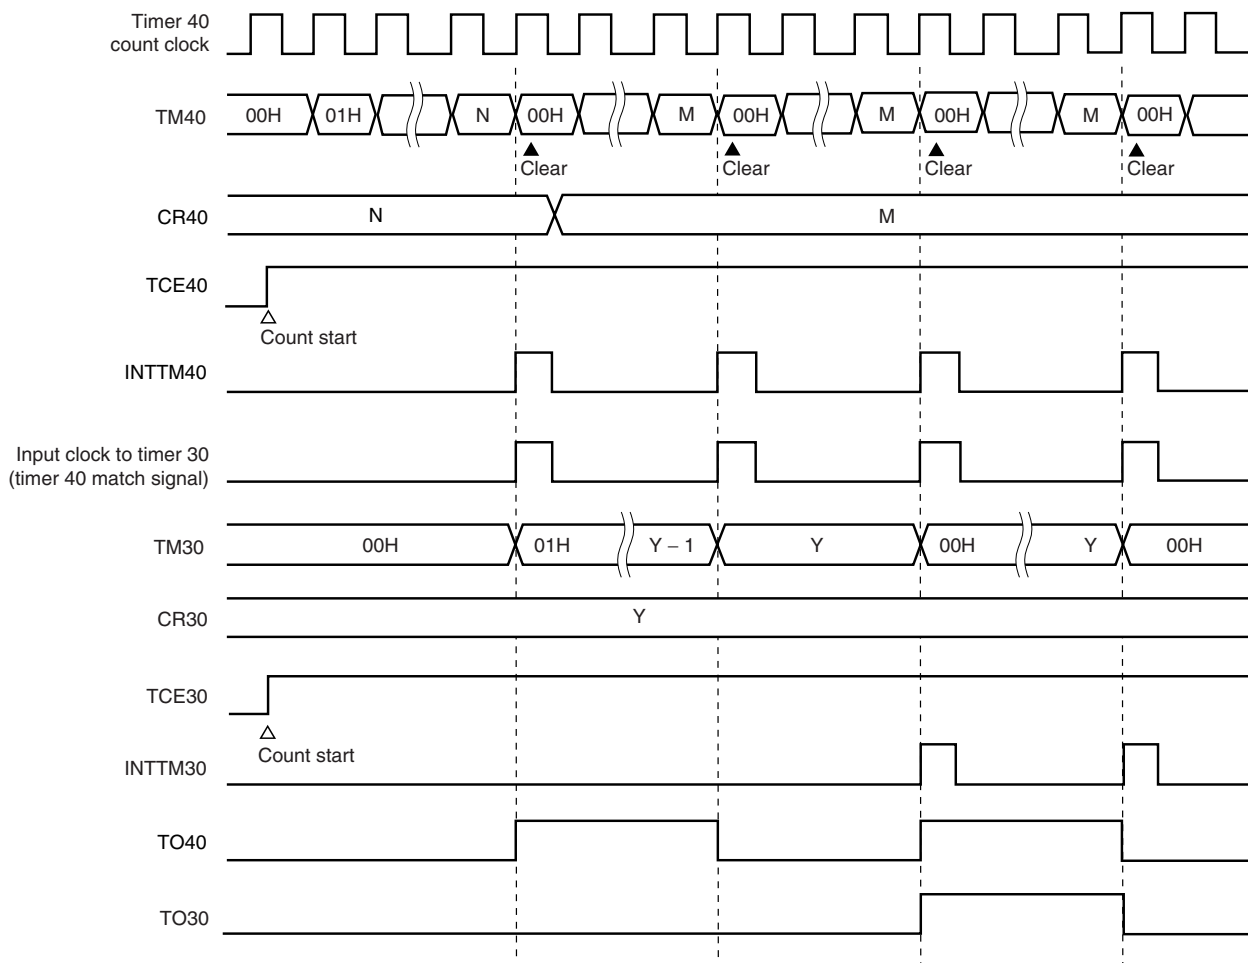 Timer 40
count clock
TM40 00H 01H N 00H M 00H M 00H M 00H
Clear Clear Clear Clear
CR40 N M
TCE40
Count start
INTTM40
Input clock to timer 30
(timer 40 match signal)
TM30 00H 01H Y − 1 Y 00H Y 00H
CR30 Y
TCE30
Count start
INTTM30
TO40
TO30